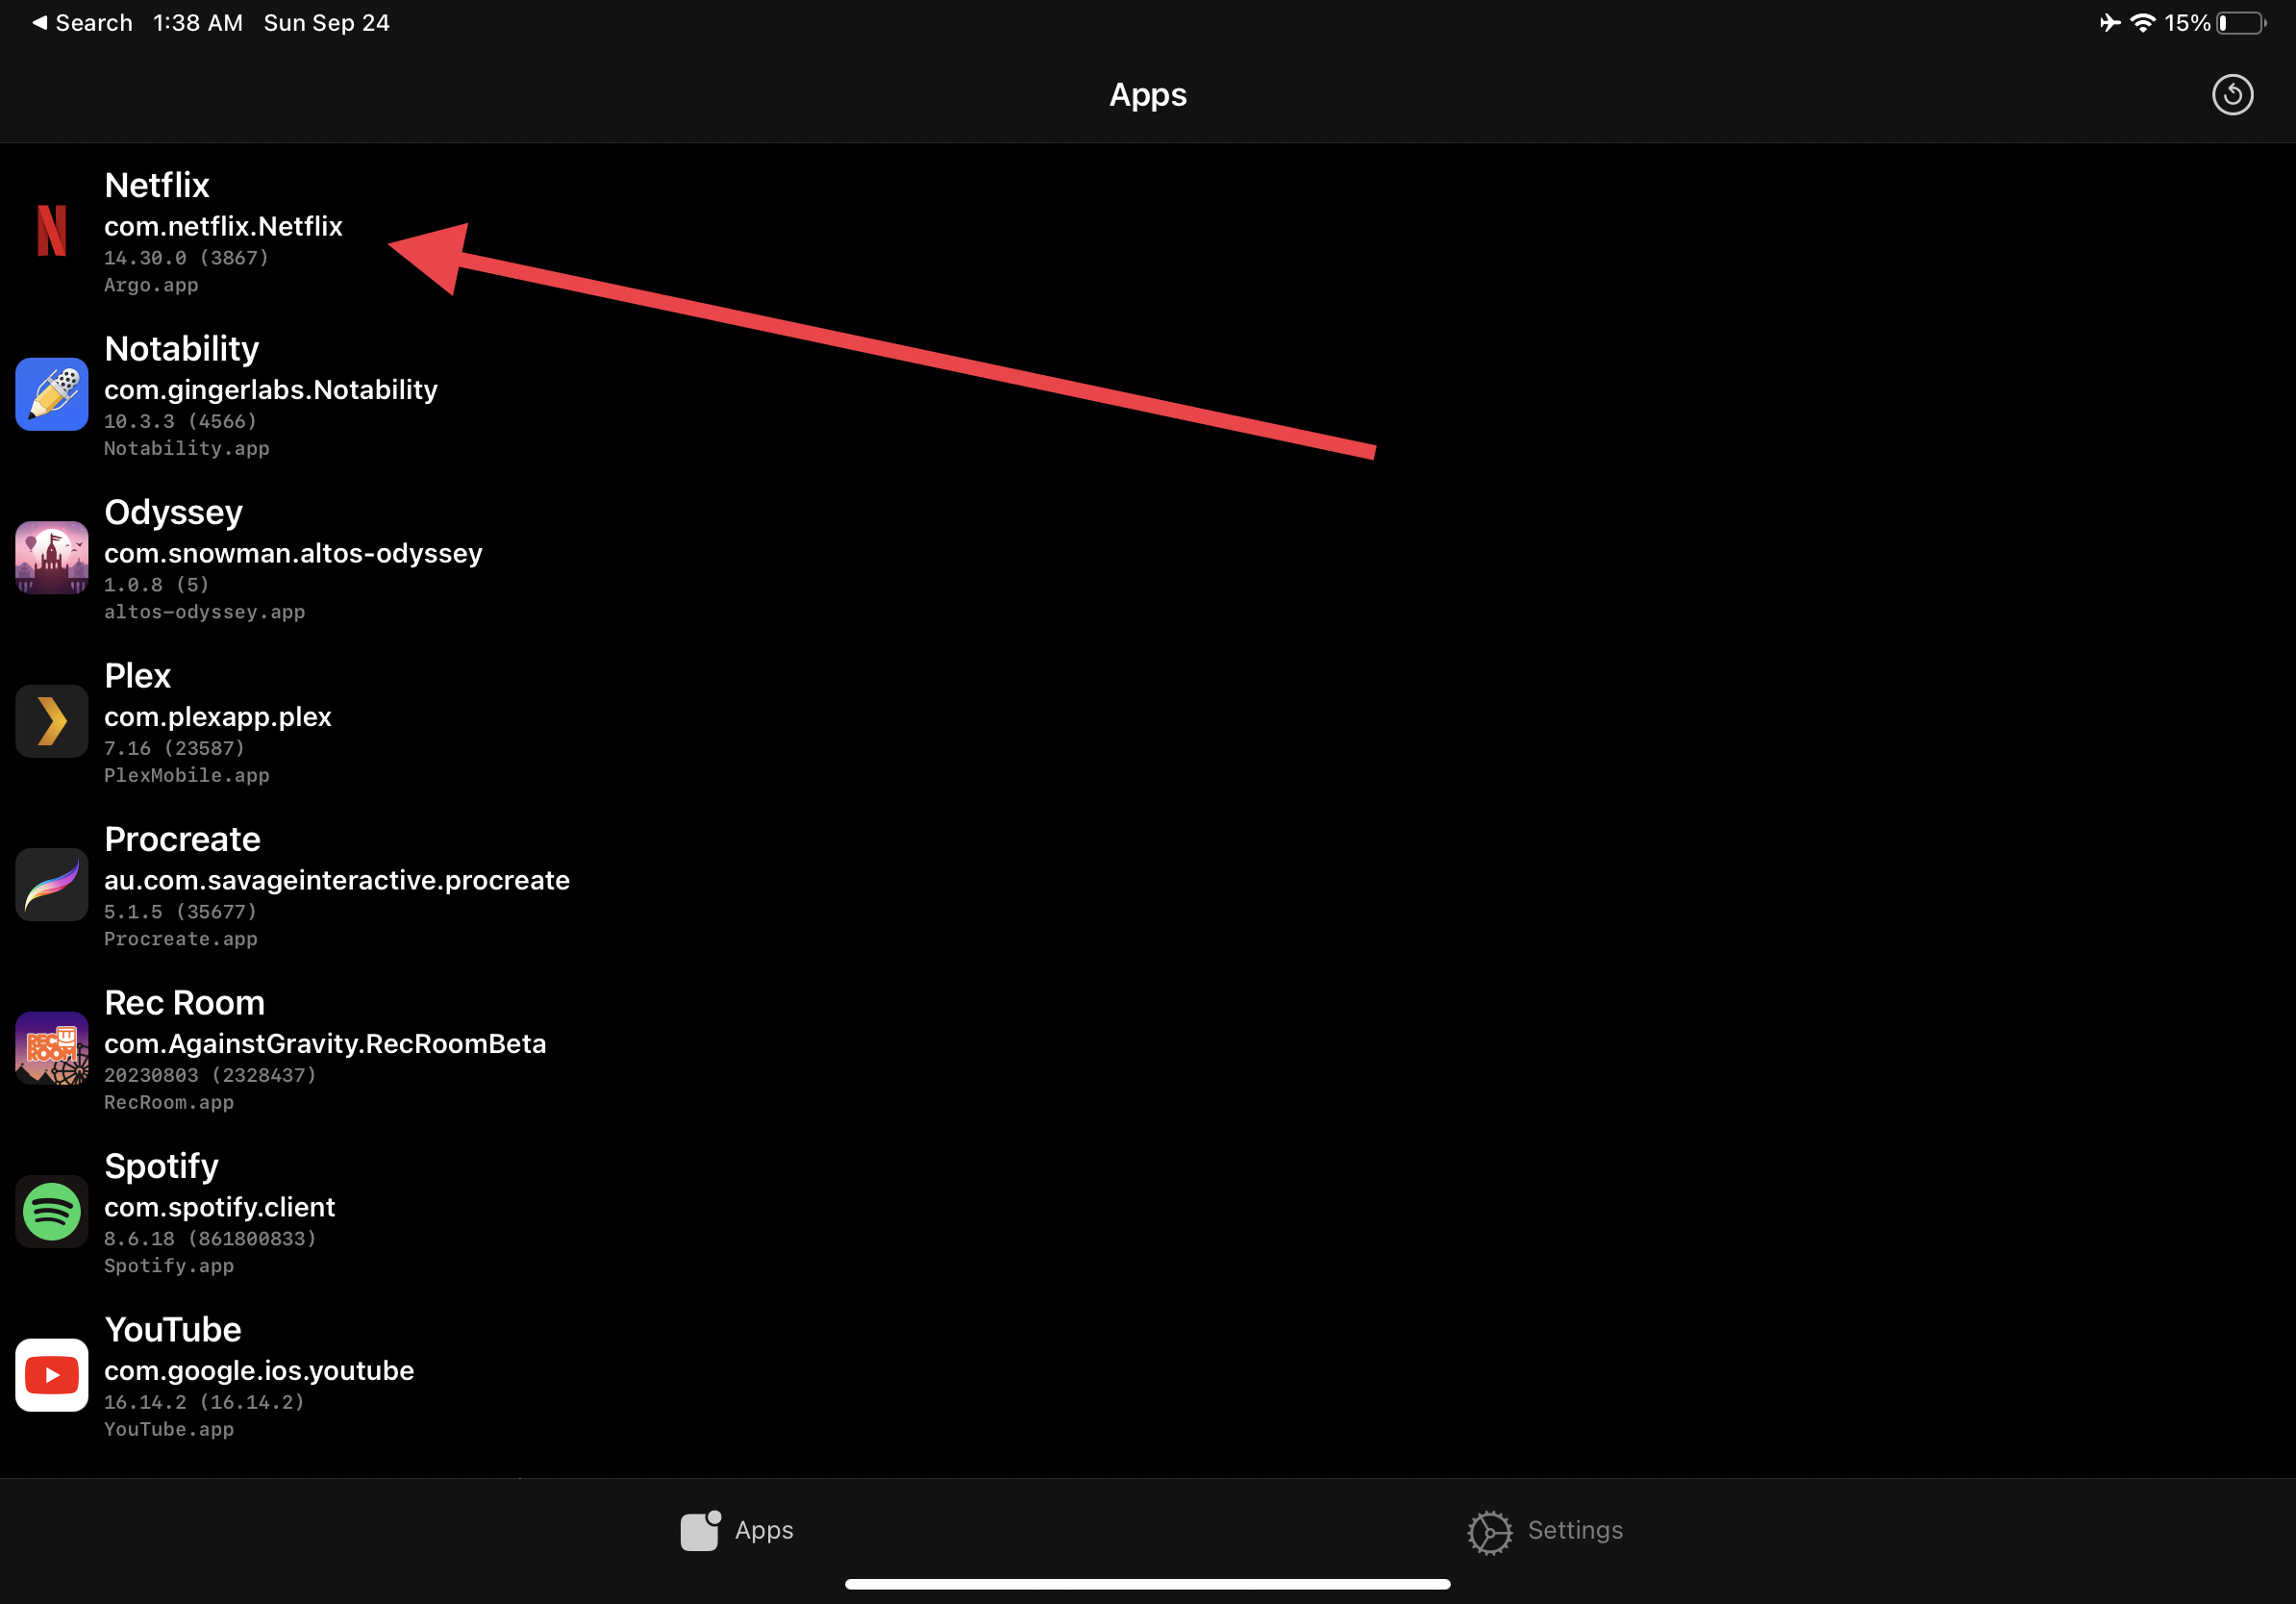 Search 1:38 AM Sun Sep 24
15%
Apps
Netflix
com.netflix.Netflix
14.30.0 (3867)
Argo.app
Notability
com.gingerlabs.Notability
10.3.3 (4566)
Notability.app
Odyssey
com.snowman.altos-odyssey
1.0.8 (5)
altos-odyssey.app
Plex
com.plexapp.plex
7.16 (23587)
PlexMobile.app
Procreate
au.com.savageinteractive.procreate
5.1.5 (35677)
Procreate.app
REC ROOM
Rec Room
com.AgainstGravity.RecRoomBeta
20230803 (2328437)
RecRoom.app
Spotify
com.spotify.client
8.6.18 (861800833)
Spotify.app
YouTube
com.google.ios.youtube
16.14.2 (16.14.2)
YouTube.app
Apps
Settings